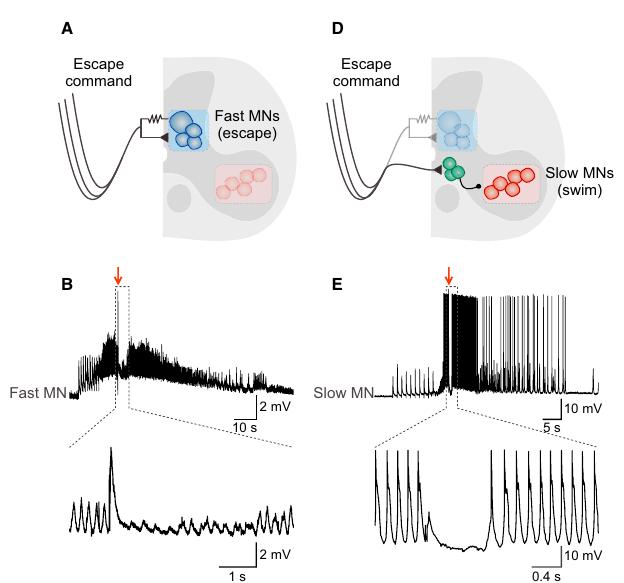 A
Escape
command
Fast MNs
(escape)
D
Escape
command
Slow MNs
(swim)
B
Fast MN
2 mV
10 s
2 mV
1 s
E
Slow MN
10 mV
5 s
10 mV
0.4 s